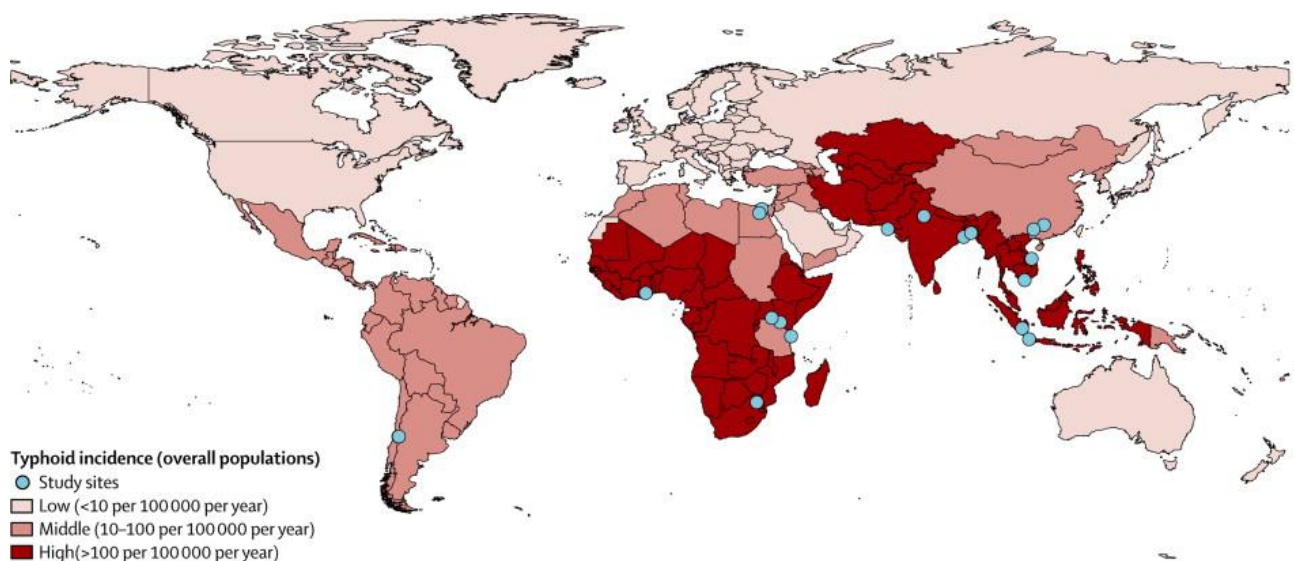 Typhoid incidence (overall populations)
Study sites
Low (<10 per 100 000 per year)
Middle (10–100 per 100 000 per year)
High(>100 per 100 000 per year)